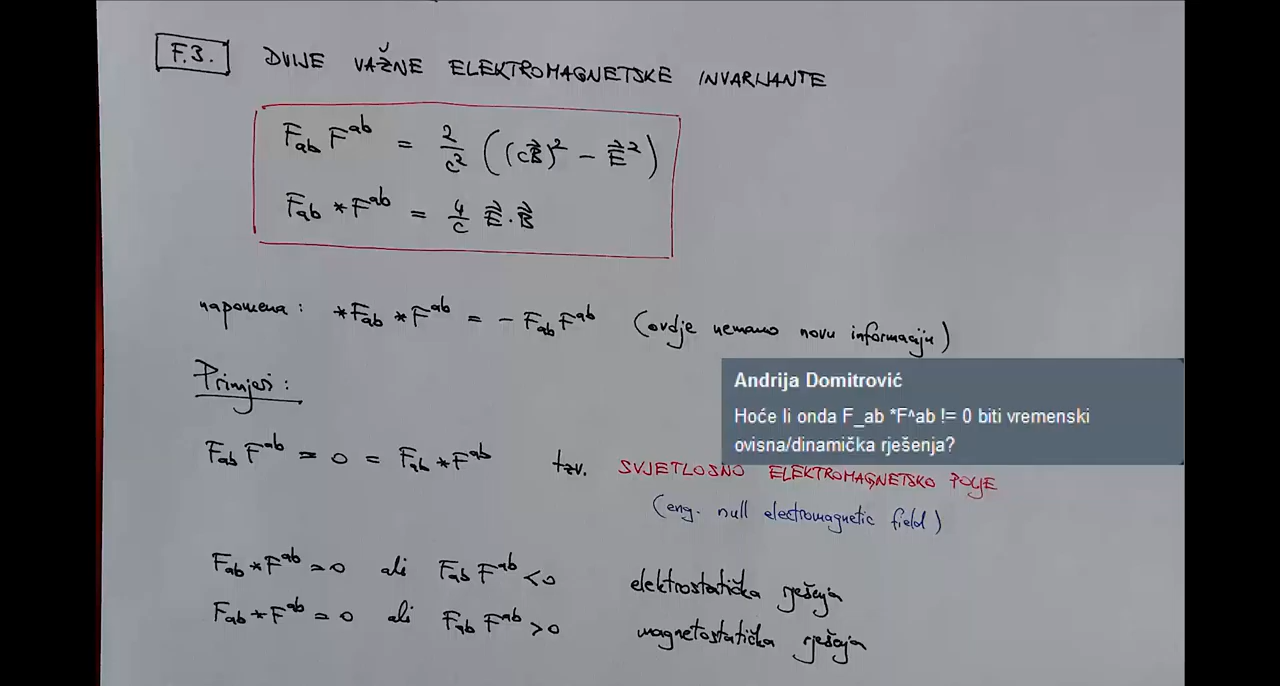 F.3. DVIJE VAŽNE ELEKTROMAGNETSKE INVARIJANTE
F_ab F^ab = 2/c² ((cB⃗)² − E⃗²)
F_ab *F^ab = 4/c E⃗·B⃗
napomena: *F_ab *F^ab = − F_ab F^ab (ovdje nemamo novu informaciju)
Andrija Domitrović
Hoće li onda F_ab *F^ab != 0 biti vremenski
ovisna/dinamička rješenja?
Primjeri:
F_ab F^ab = 0 = F_ab *F^ab tzv. SVJETLOSNO ELEKTROMAGNETSKO POLJE
(eng. null electromagnetic field)
F_ab *F^ab = 0 ali F_ab F^ab < 0 elektrostatička rješenja
F_ab *F^ab = 0 ali F_ab F^ab > 0 magnetostatička rješenja